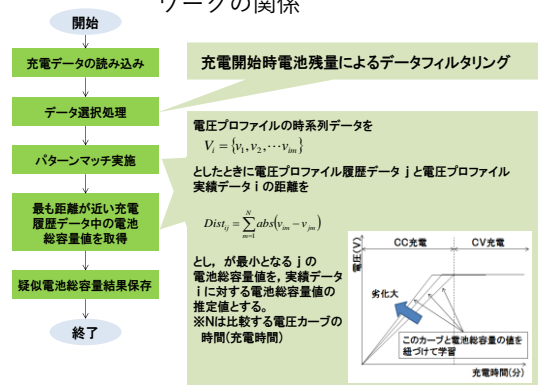 ワークの関係
開始
充電データの読み込み
データ選択処理
パターンマッチ実施
最も距離が近い充電
履歴データ中の電池
総容量値を取得
疑似電池総容量結果保存
終了
充電開始時電池残量によるデータフィルタリング
電圧プロファイルの時系列データを
V_i = {v_1, v_2, … v_im}
としたときに電圧プロファイル履歴データ j と電圧プロファイル
実績データ i の距離を
Dist_ij = Σ_{m=1}^{N} abs(v_im − v_jm)
とし，が最小となる j の
電池総容量値を，実績データ
i に対する電池総容量値の
推定値とする。
※Nは比較する電圧カーブの
時間(充電時間)
電圧(V)
CC充電
CV充電
劣化大
このカーブと電池総容量の値を
紐づけて学習
充電時間(分)